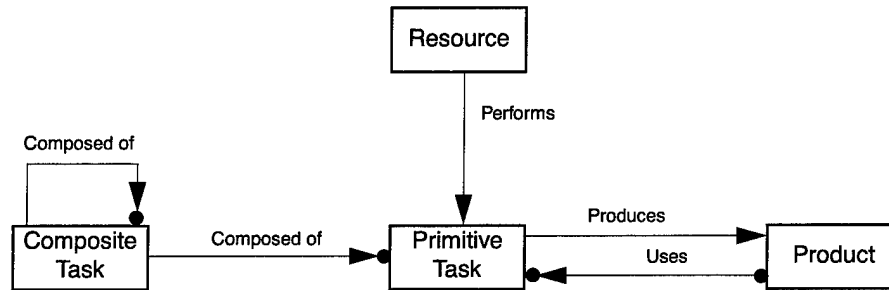 Resource
Performs
Composed of
Composite
Task
Composed of
Primitive
Task
Produces
Uses
Product